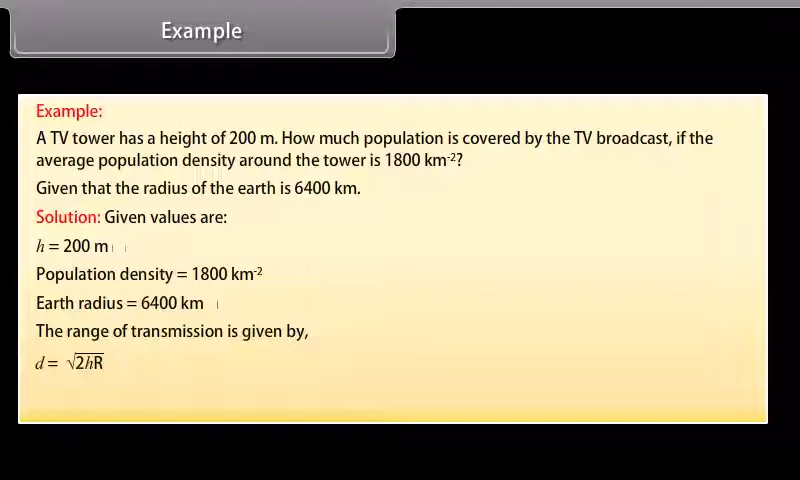 Example
Example:
A TV tower has a height of 200 m. How much population is covered by the TV broadcast, if the
average population density around the tower is 1800 km⁻²?
Given that the radius of the earth is 6400 km.
Solution: Given values are:
h = 200 m
Population density = 1800 km⁻²
Earth radius = 6400 km
The range of transmission is given by,
d = √2hR